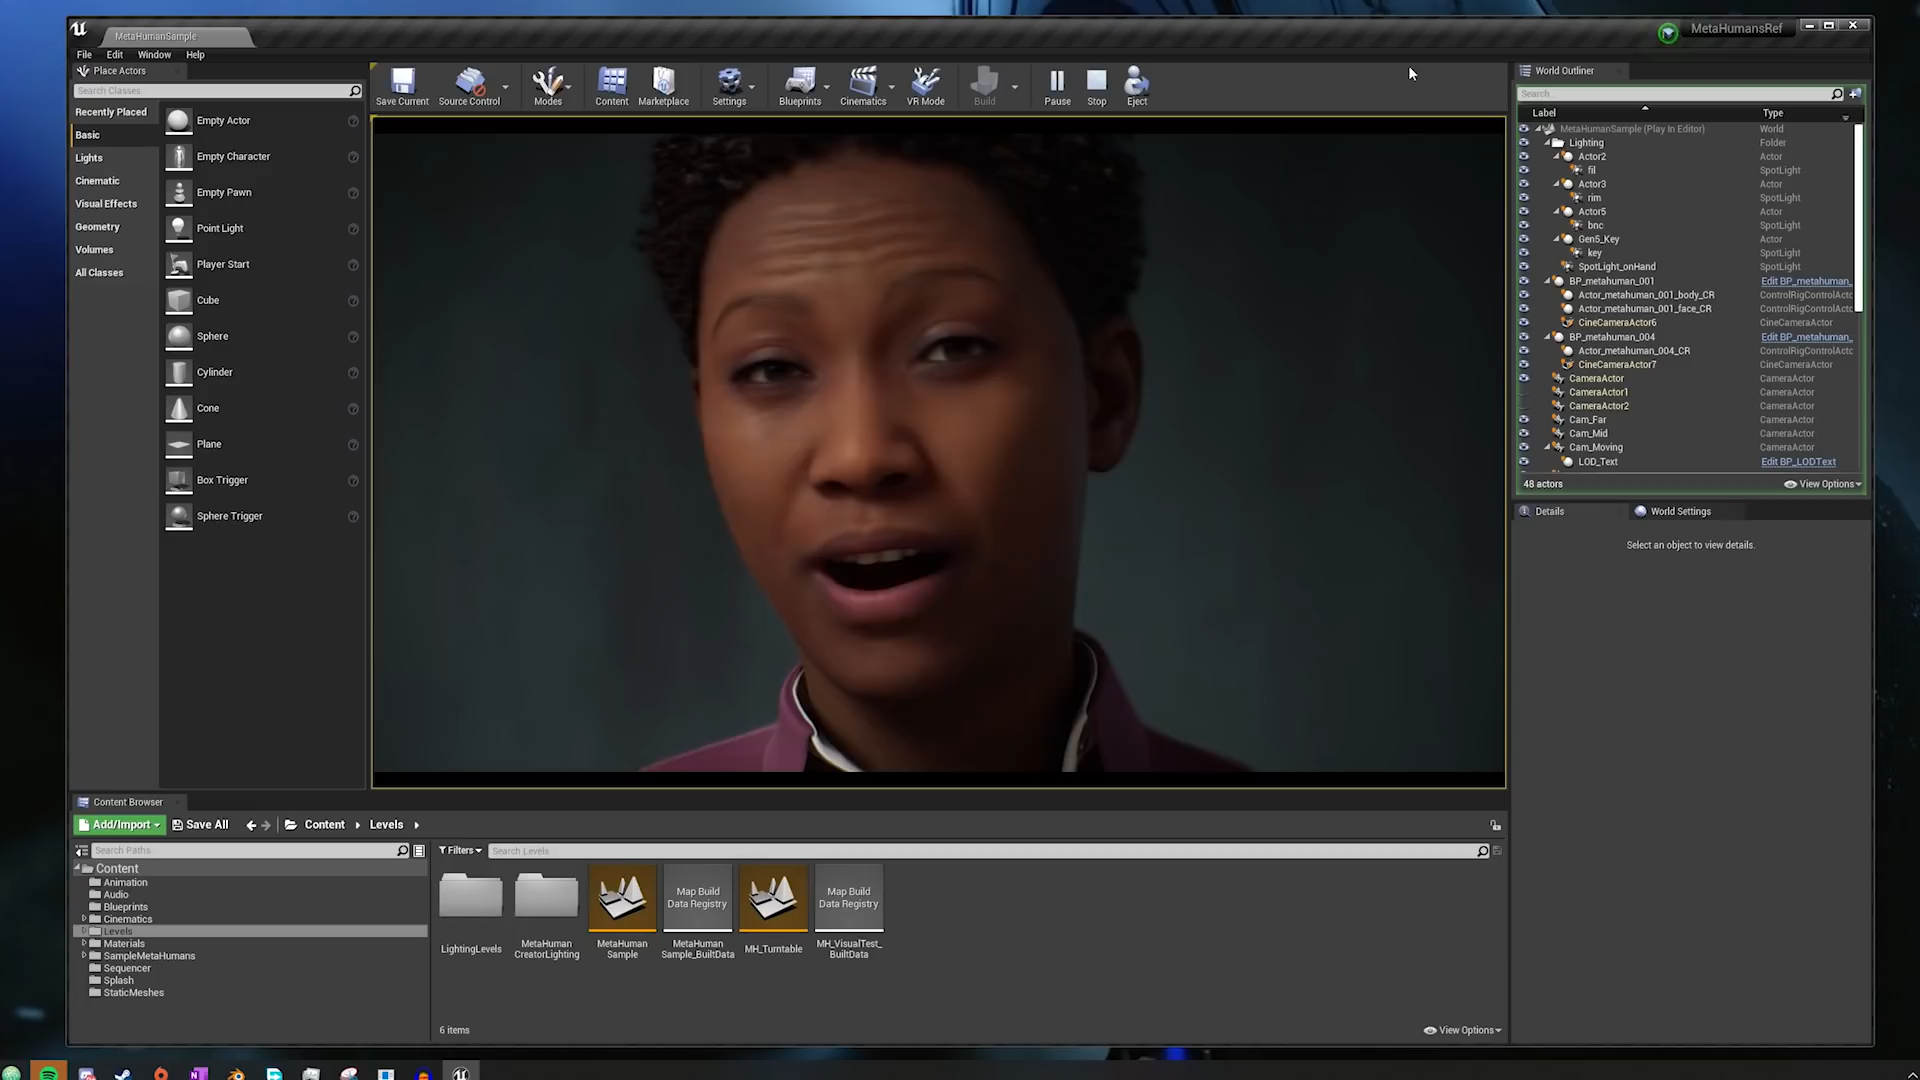 MetaHumanSample
MetaHumansRef
File Edit Window Help
Place Actors
Search Classes
Recently Placed
Basic
Lights
Cinematic
Visual Effects
Geometry
Volumes
All Classes
Empty Actor
Empty Character
Empty Pawn
Point Light
Player Start
Cube
Sphere
Cylinder
Cone
Plane
Box Trigger
Sphere Trigger
Save Current Source Control Modes Content Marketplace Settings Blueprints Cinematics VR Mode Build Pause Stop Eject
World Outliner
Search...
Label Type
MetaHumanSample (Play In Editor) World
Lighting Folder
Actor2 Actor
fil SpotLight
Actor3 Actor
rim SpotLight
Actor5 Actor
bnc SpotLight
Gen5_Key Actor
key SpotLight
SpotLight_onHand SpotLight
BP_metahuman_001 Edit BP_metahuman_
Actor_metahuman_001_body_CR ControlRigControlActo
Actor_metahuman_001_face_CR ControlRigControlActo
CineCameraActor6 CineCameraActor
BP_metahuman_004 Edit BP_metahuman_
Actor_metahuman_004_CR ControlRigControlActo
CineCameraActor7 CineCameraActor
CameraActor CameraActor
CameraActor1 CameraActor
CameraActor2 CameraActor
Cam_Far CameraActor
Cam_Mid CameraActor
Cam_Moving CameraActor
LOD_Text Edit BP_LODText
48 actors View Options
Details World Settings
Select an object to view details.
Content Browser
Add/Import Save All Content Levels
Search Paths
Filters Search Levels
Content
Animation
Audio
Blueprints
Cinematics
Levels
Materials
SampleMetaHumans
Sequencer
Splash
StaticMeshes
LightingLevels
MetaHuman
CreatorLighting
MetaHuman
Sample
Map Build
Data Registry
MetaHuman
Sample_BuiltData
MH_Turntable
Map Build
Data Registry
MH_VisualTest_
BuiltData
6 items View Options